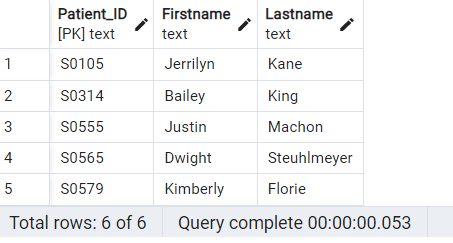 Patient_ID Firstname Lastname
[PK] text text text
1 S0105 Jerrilyn Kane
2 S0314 Bailey King
3 S0555 Justin Machon
4 S0565 Dwight Steuhlmeyer
5 S0579 Kimberly Florie
Total rows: 6 of 6 Query complete 00:00:00.053